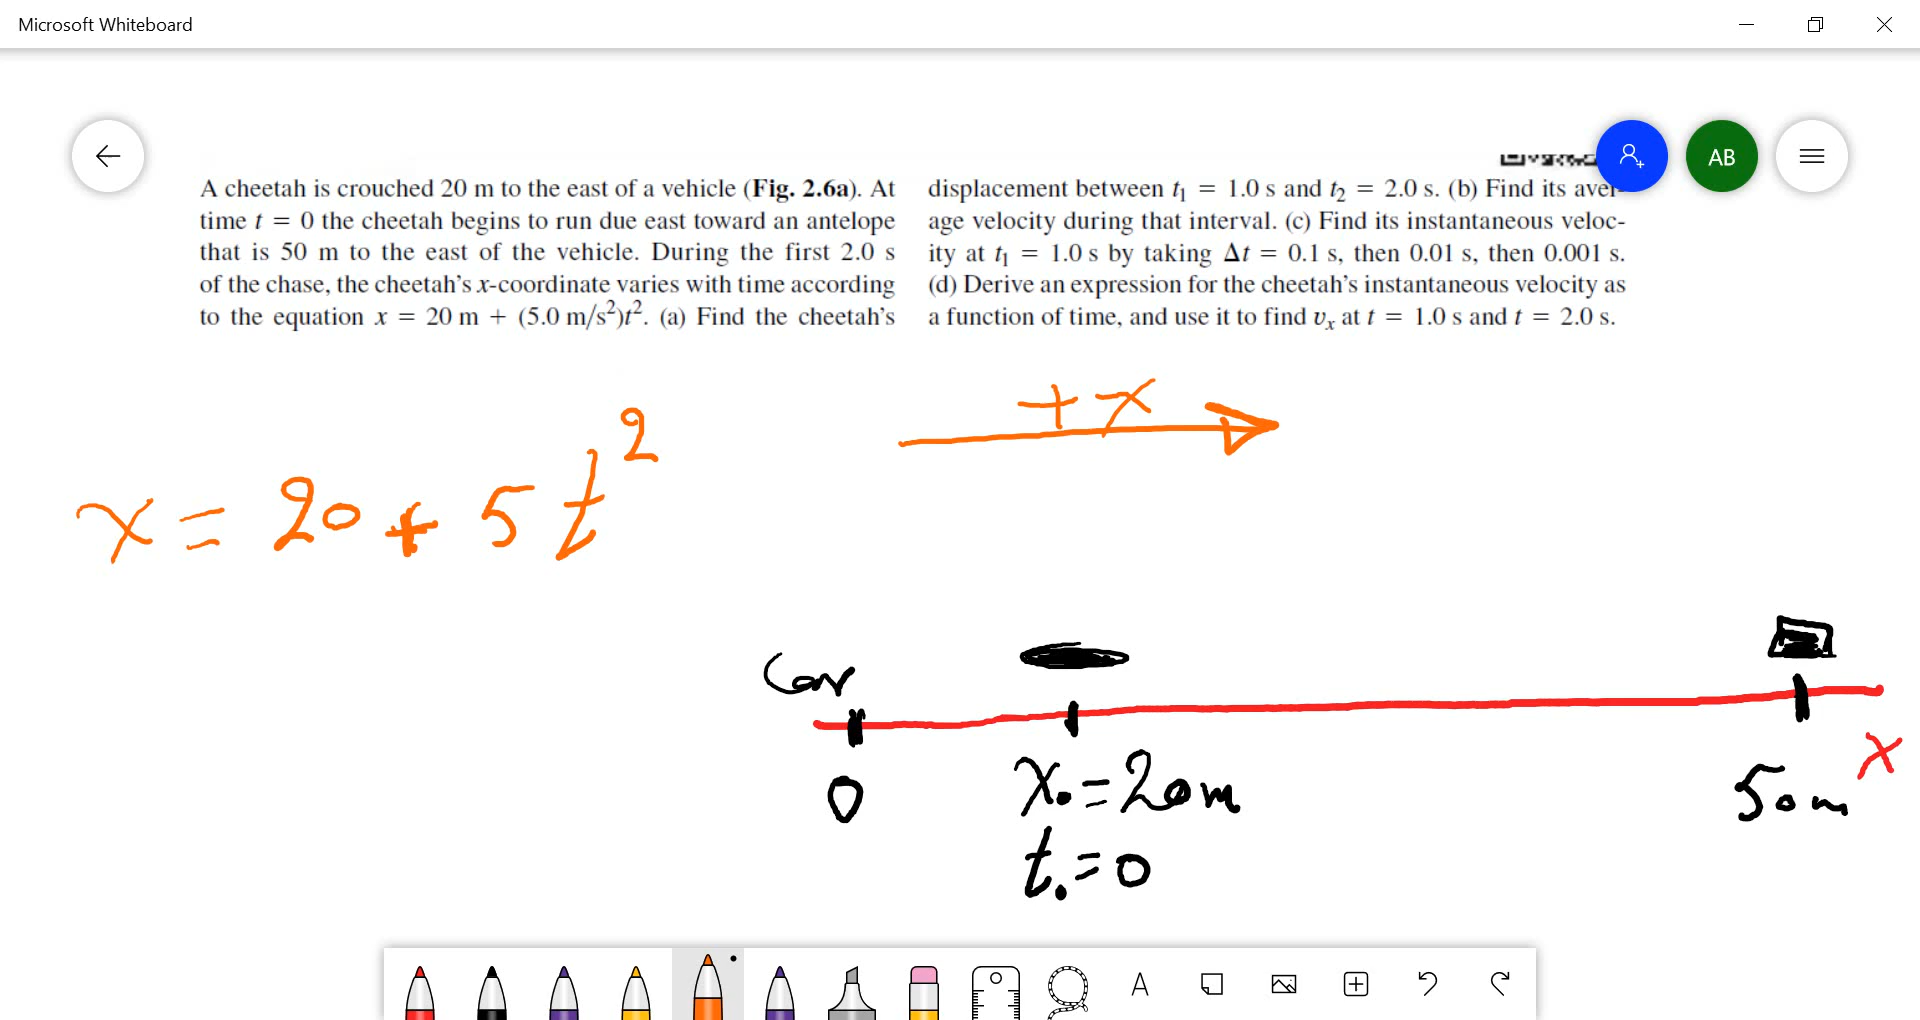 Microsoft Whiteboard
AB
A cheetah is crouched 20 m to the east of a vehicle (Fig. 2.6a). At
time t = 0 the cheetah begins to run due east toward an antelope
that is 50 m to the east of the vehicle. During the first 2.0 s
of the chase, the cheetah's x-coordinate varies with time according
to the equation x = 20 m + (5.0 m/s²)t². (a) Find the cheetah's
displacement between t₁ = 1.0 s and t₂ = 2.0 s. (b) Find its aver-
age velocity during that interval. (c) Find its instantaneous veloc-
ity at t₁ = 1.0 s by taking Δt = 0.1 s, then 0.01 s, then 0.001 s.
(d) Derive an expression for the cheetah's instantaneous velocity as
a function of time, and use it to find vₓ at t = 1.0 s and t = 2.0 s.
+x
x = 20 + 5t²
Car
0
x₀ = 20m
t₀ = 0
50m
x
A